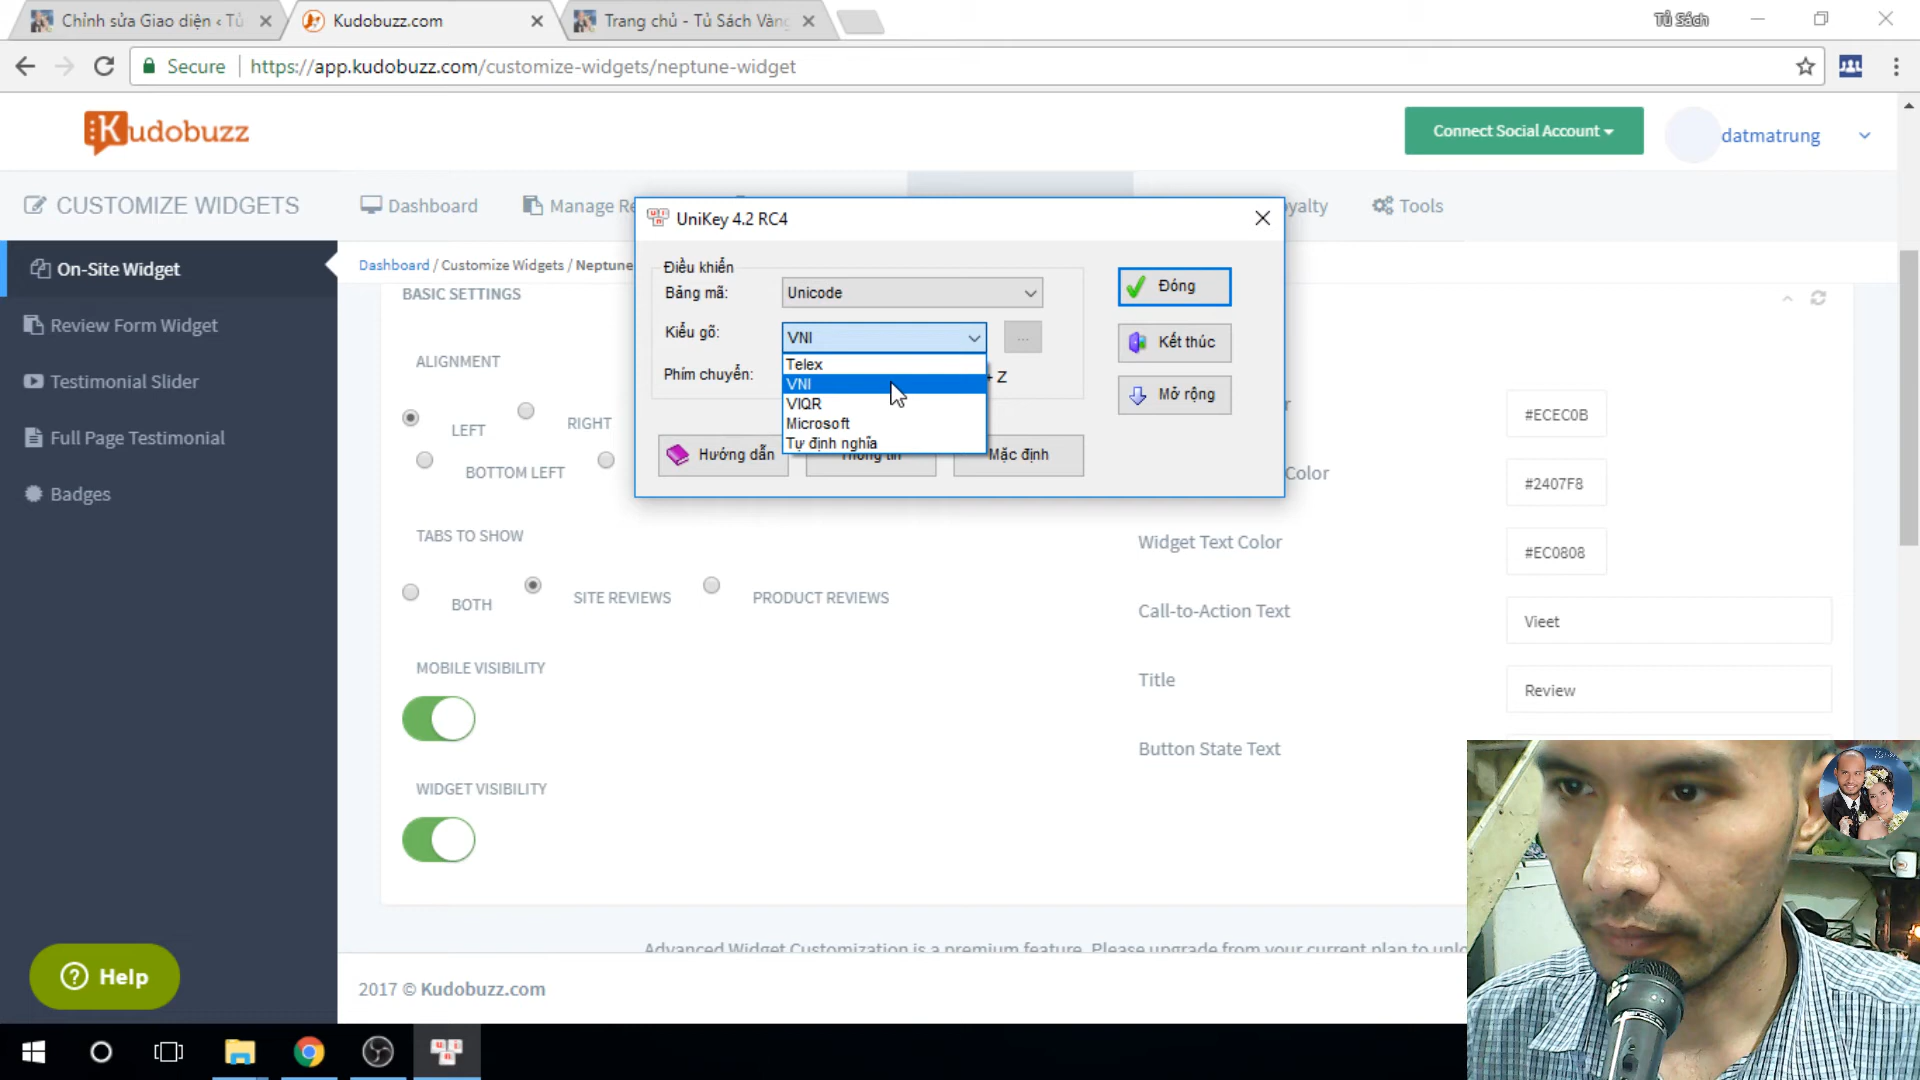 Chỉnh sửa Giao diện ‹ Tủ
Kudobuzz.com
Trang chủ - Tủ Sách Vàng
Tủ Sách
Secure
https://app.kudobuzz.com/customize-widgets/neptune-widget
Kudobuzz
Connect Social Account
datmatrung
CUSTOMIZE WIDGETS
Dashboard
Manage Re
yalty
Tools
UniKey 4.2 RC4
On-Site Widget
Review Form Widget
Testimonial Slider
Full Page Testimonial
Badges
Dashboard / Customize Widgets / Neptune
BASIC SETTINGS
Điều khiển
Bảng mã:
Unicode
Đóng
Kiểu gõ:
VNI
...
Kết thúc
Phím chuyển:
+ Z
Mở rộng
Telex
VNI
VIQR
Microsoft
Tự định nghĩa
Hướng dẫn
Thông tin
Mặc định
ALIGNMENT
LEFT
RIGHT
BOTTOM LEFT
TABS TO SHOW
BOTH
SITE REVIEWS
PRODUCT REVIEWS
MOBILE VISIBILITY
WIDGET VISIBILITY
#ECEC0B
Color
#2407F8
Widget Text Color
#EC0808
Call-to-Action Text
Vieet
Title
Review
Button State Text
Advanced Widget Customization is a premium feature. Please upgrade from your current plan to unlo
2017 © Kudobuzz.com
Help